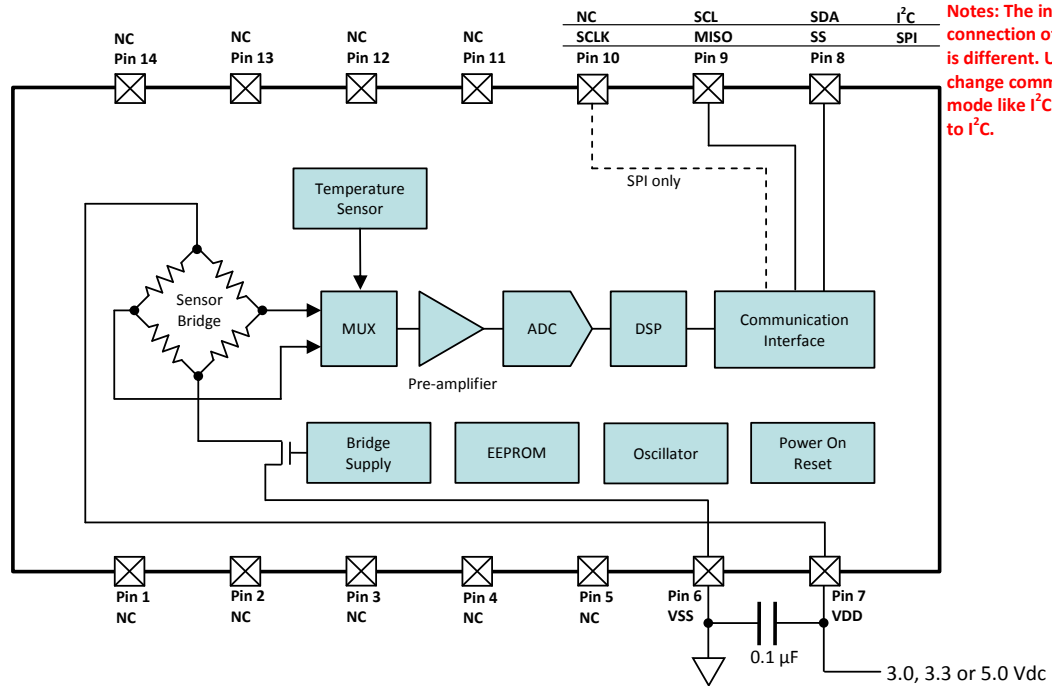 NC SCL SDA I²C
SCLK MISO SS SPI
Pin 10 Pin 9 Pin 8
Notes: The
connection
is different.
change
mode like I²C
to I²C.
NC NC NC NC
Pin 14 Pin 13 Pin 12 Pin 11
SPI only
Temperature
Sensor
Sensor
Bridge
MUX
Pre-amplifier
ADC
DSP
Communication
Interface
Bridge
Supply
EEPROM
Oscillator
Power On
Reset
Pin 1 Pin 2 Pin 3 Pin 4 Pin 5 Pin 6 Pin 7
NC NC NC NC NC VSS VDD
0.1 µF
3.0, 3.3 or 5.0 Vdc